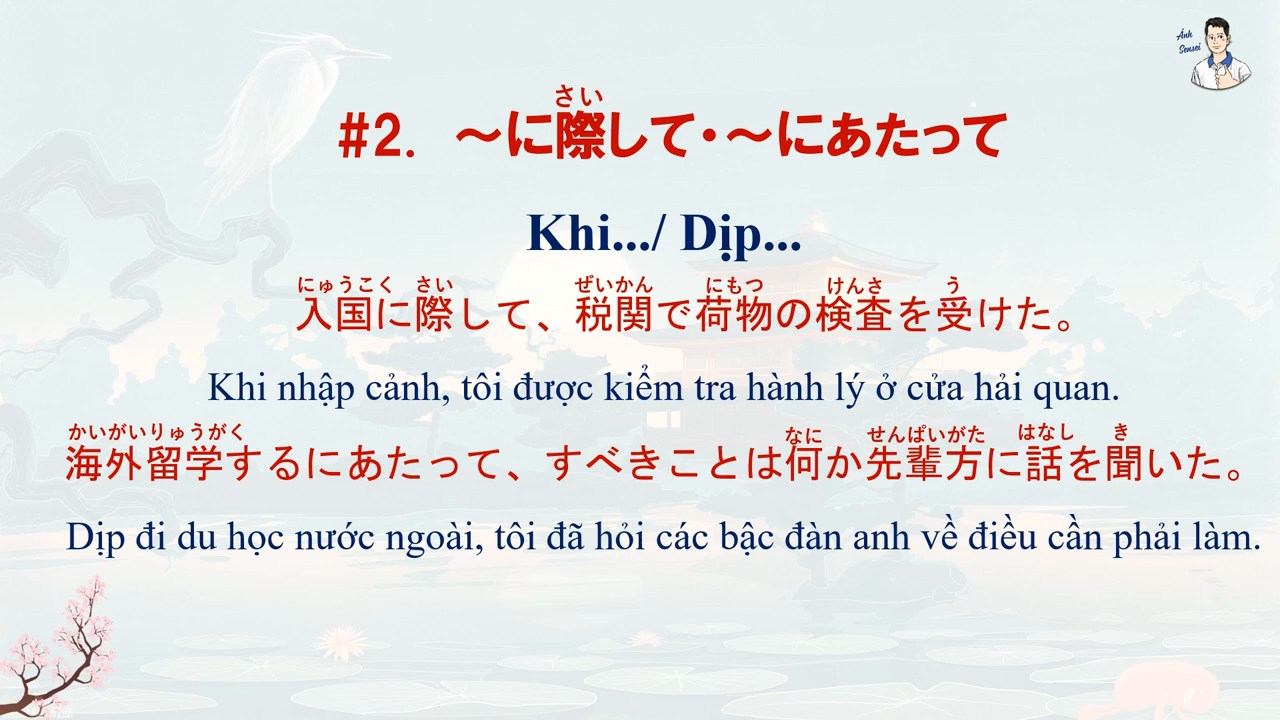 Ánh
Sensei
さい
#2. ～に際して・～にあたって
Khi.../ Dịp...
にゅうこく さい ぜいかん にもつ けんさ う
入国に際して、税関で荷物の検査を受けた。
Khi nhập cảnh, tôi được kiểm tra hành lý ở cửa hải quan.
かいがいりゅうがく なに せんぱいがた はなし き
海外留学するにあたって、すべきことは何か先輩方に話を聞いた。
Dịp đi du học nước ngoài, tôi đã hỏi các bậc đàn anh về điều cần phải làm.